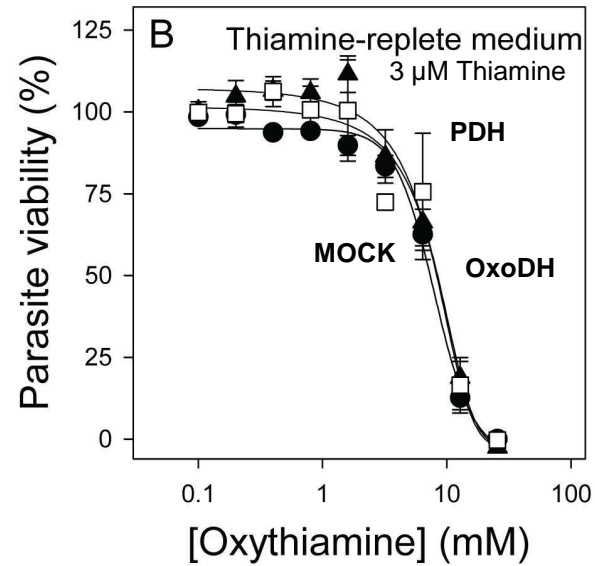 B
Thiamine-replete medium
3 µM Thiamine
PDH
MOCK
OxoDH
Parasite viability (%)
125
100
75
50
25
0
0.1 1 10 100
[Oxythiamine] (mM)